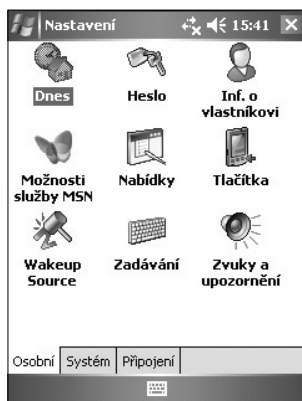 Nastavení 15:41
Dnes Heslo Inf. o
vlastníkovi
Možnosti
služby MSN
Nabídky Tlačítka
Wakeup
Source
Zadávání Zvuky a
upozornění
Osobní Systém Připojení